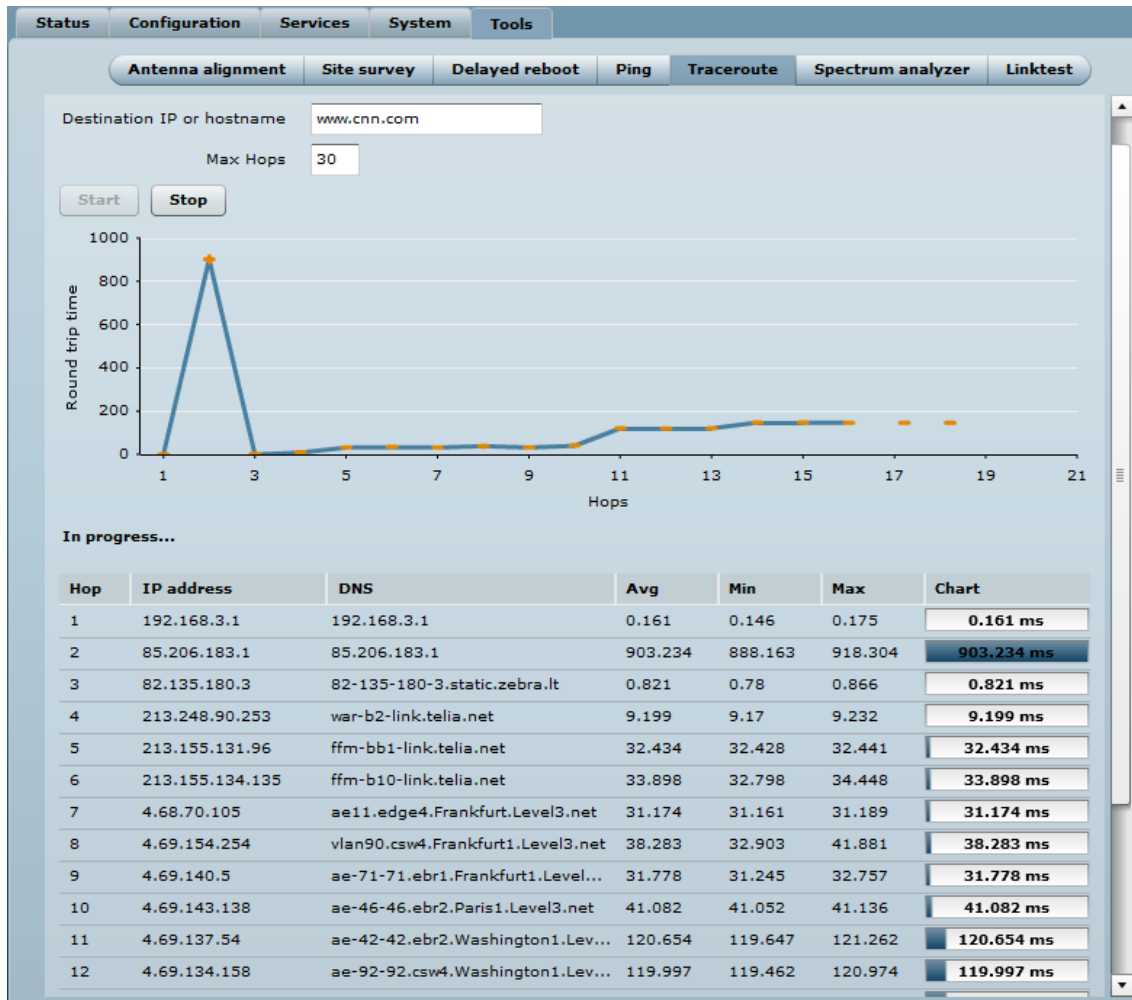 Status Configuration Services System Tools
Antenna alignment Site survey Delayed reboot Ping Traceroute Spectrum analyzer Linktest
Destination IP or hostname www.cnn.com
Max Hops 30
Start Stop
1000
800
600
400
200
0
Round trip time
1 3 5 7 9 11 13 15 17 19 21
Hops
In progress...
Hop IP address DNS Avg Min Max Chart
1 192.168.3.1 192.168.3.1 0.161 0.146 0.175 0.161 ms
2 85.206.183.1 85.206.183.1 903.234 888.163 918.304 903.234 ms
3 82.135.180.3 82-135-180-3.static.zebra.lt 0.821 0.78 0.866 0.821 ms
4 213.248.90.253 war-b2-link.telia.net 9.199 9.17 9.232 9.199 ms
5 213.155.131.96 ffm-bb1-link.telia.net 32.434 32.428 32.441 32.434 ms
6 213.155.134.135 ffm-b10-link.telia.net 33.898 32.798 34.448 33.898 ms
7 4.68.70.105 ae11.edge4.Frankfurt.Level3.net 31.174 31.161 31.189 31.174 ms
8 4.69.154.254 vlan90.csw4.Frankfurt1.Level3.net 38.283 32.903 41.881 38.283 ms
9 4.69.140.5 ae-71-71.ebr1.Frankfurt1.Level... 31.778 31.245 32.757 31.778 ms
10 4.69.143.138 ae-46-46.ebr2.Paris1.Level3.net 41.082 41.052 41.136 41.082 ms
11 4.69.137.54 ae-42-42.ebr2.Washington1.Lev... 120.654 119.647 121.262 120.654 ms
12 4.69.134.158 ae-92-92.csw4.Washington1.Lev... 119.997 119.462 120.974 119.997 ms